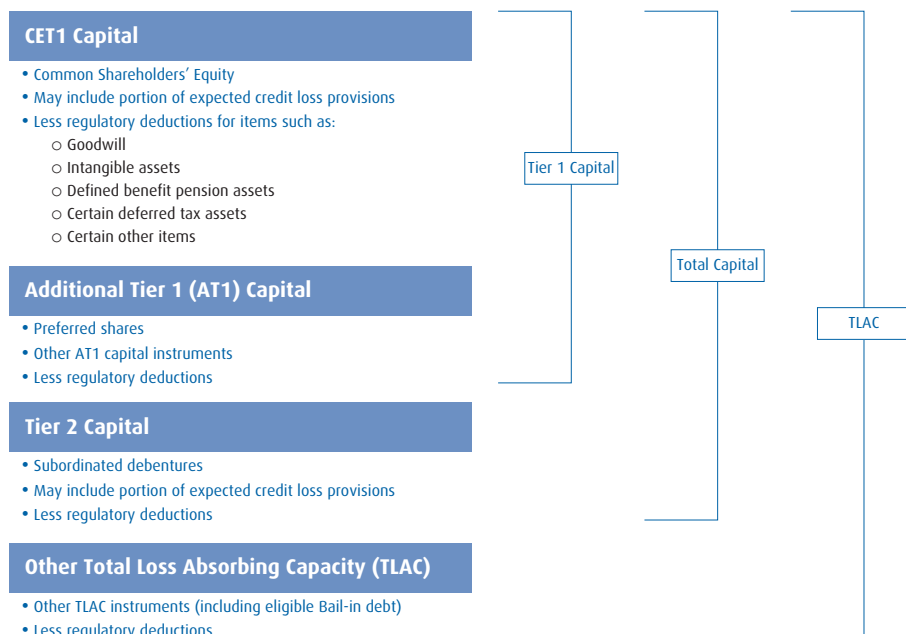 CET1 Capital
• Common Shareholders’ Equity
• May include portion of expected credit loss provisions
• Less regulatory deductions for items such as:
○ Goodwill
○ Intangible assets
○ Defined benefit pension assets
○ Certain deferred tax assets
○ Certain other items
Tier 1 Capital
Total Capital
Additional Tier 1 (AT1) Capital
• Preferred shares
• Other AT1 capital instruments
• Less regulatory deductions
TLAC
Tier 2 Capital
• Subordinated debentures
• May include portion of expected credit loss provisions
• Less regulatory deductions
Other Total Loss Absorbing Capacity (TLAC)
• Other TLAC instruments (including eligible Bail-in debt)
• Less regulatory deductions